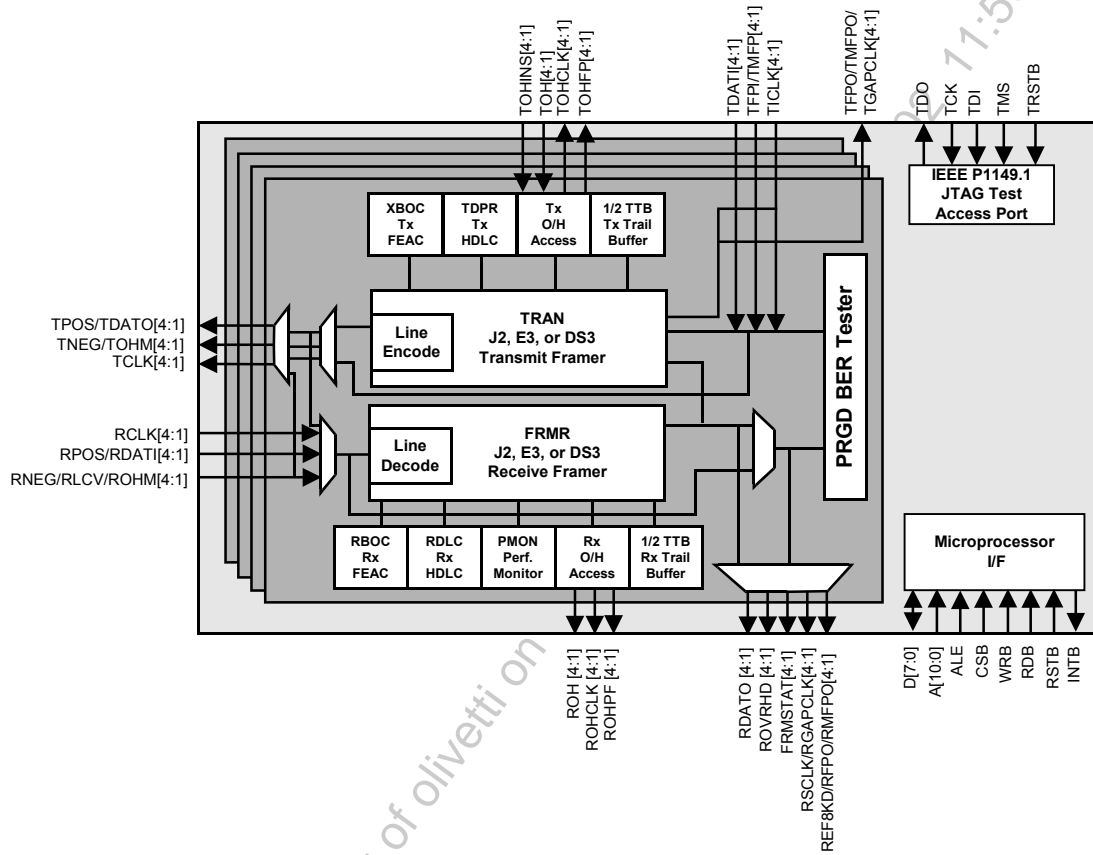 TOHINS[4:1]
TOH[4:1]
TOHCLK[4:1]
TOHFP[4:1]
TDATI[4:1]
TFPI/TMFP[4:1]
TICLK[4:1]
TFPO/TMFPO/
TGAPCLK[4:1]
TDO
TCK
TDI
TMS
TRSTB
IEEE P1149.1
JTAG Test
Access Port
XBOC
Tx
FEAC
TDPR
Tx
HDLC
Tx
O/H
Access
1/2 TTB
Tx Trail
Buffer
TPOS/TDATO[4:1]
TNEG/TOHM[4:1]
TCLK[4:1]
Line
Encode
TRAN
J2, E3, or DS3
Transmit Framer
PRGD BER Tester
RCLK[4:1]
RPOS/RDATI[4:1]
RNEG/RLCV/ROHM[4:1]
Line
Decode
FRMR
J2, E3, or DS3
Receive Framer
RBOC
Rx
FEAC
RDLC
Rx
HDLC
PMON
Perf.
Monitor
Rx
O/H
Access
1/2 TTB
Rx Trail
Buffer
Microprocessor
I/F
ROH [4:1]
ROHCLK [4:1]
ROHPF [4:1]
RDATO [4:1]
ROVRHD [4:1]
FRMSTAT[4:1]
RSCLK/RGAPCLK[4:1]
REF8KD/RFPO/RMFPO[4:1]
D[7:0]
A[10:0]
ALE
CSB
WRB
RDB
RSTB
INTB
of olivetti on